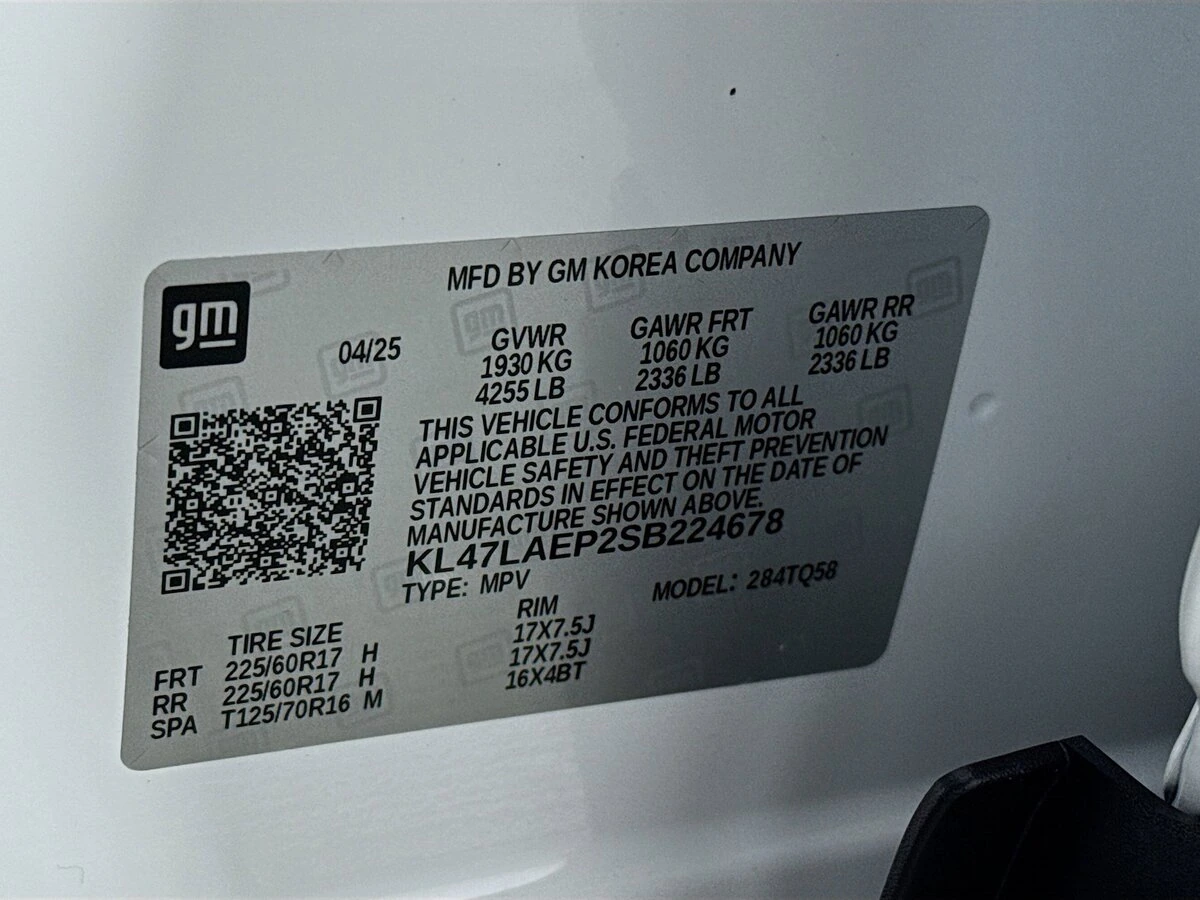 MFD BY GM KOREA COMPANY
gm
04/25
GVWR GAWR FRT GAWR RR
1930 KG 1060 KG 1060 KG
4255 LB 2336 LB 2336 LB
THIS VEHICLE CONFORMS TO ALL
APPLICABLE U.S. FEDERAL MOTOR
VEHICLE SAFETY AND THEFT PREVENTION
STANDARDS IN EFFECT ON THE DATE OF
MANUFACTURE SHOWN ABOVE.
KL47LAEP2SB224678
TYPE: MPV MODEL: 284TQ58
TIRE SIZE RIM
FRT 225/60R17 H 17X7.5J
RR 225/60R17 H 17X7.5J
SPA T125/70R16 M 16X4BT